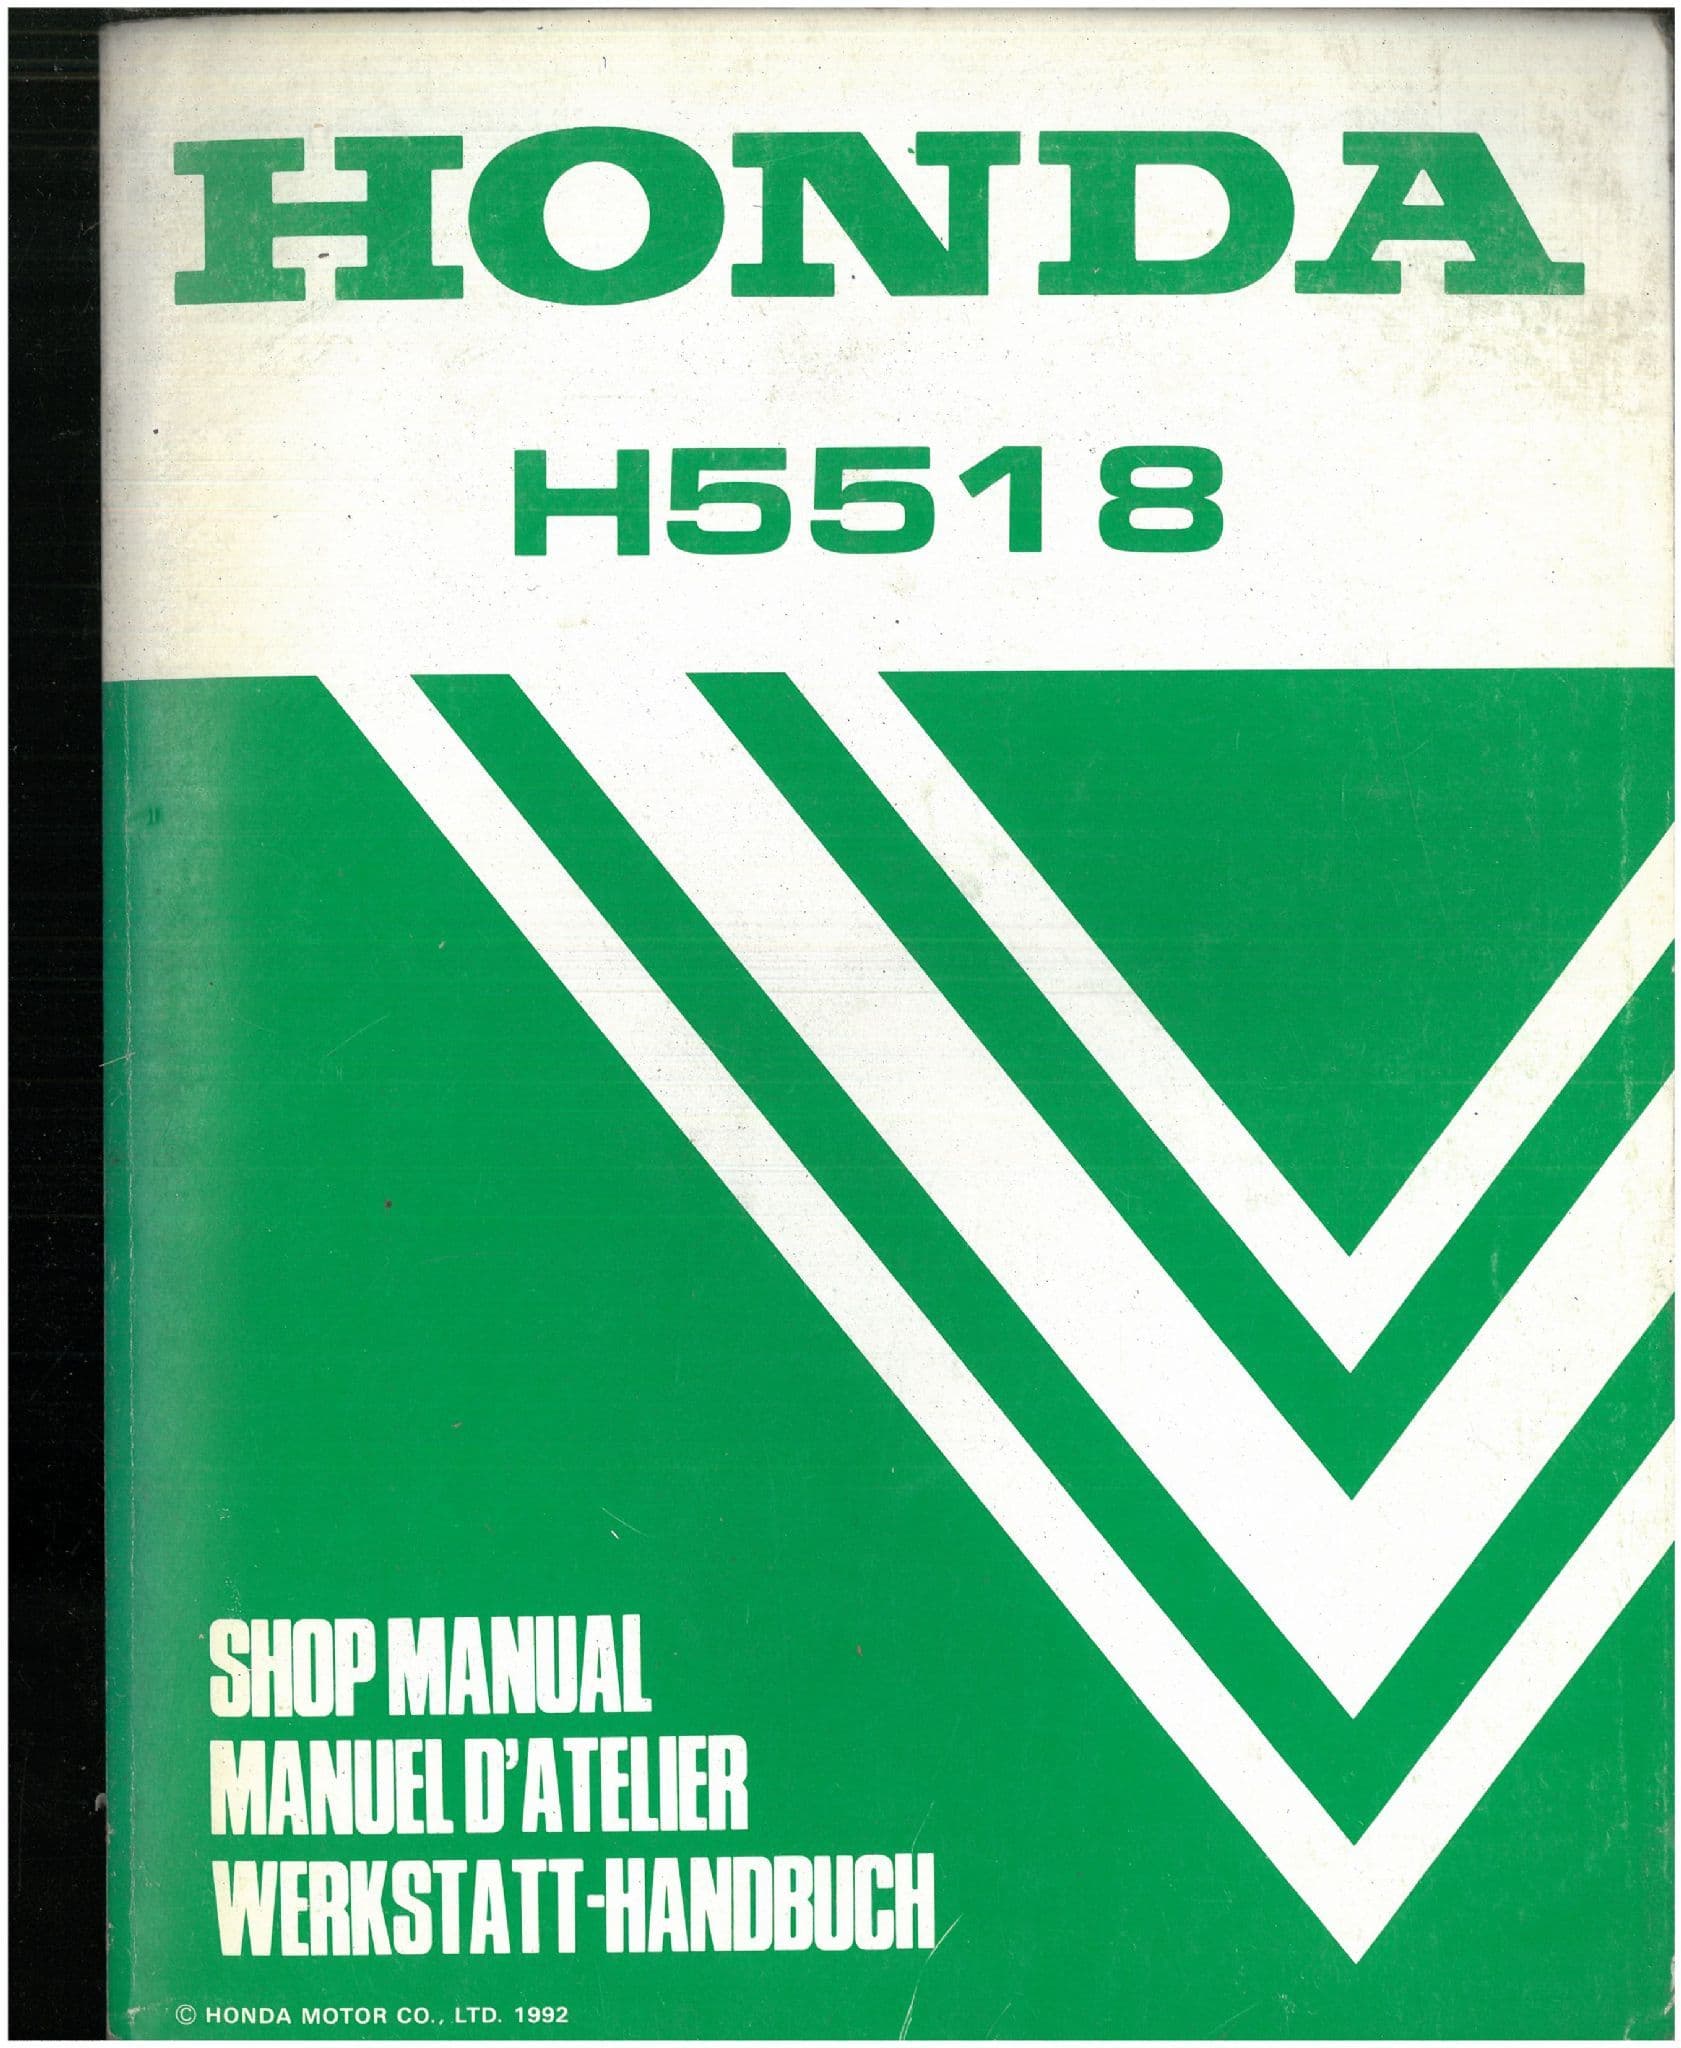 HONDA
H5518
SHOP MANUAL
MANUEL D'ATELIER
WERKSTATT-HANDBUCH
© HONDA MOTOR CO., LTD. 1992